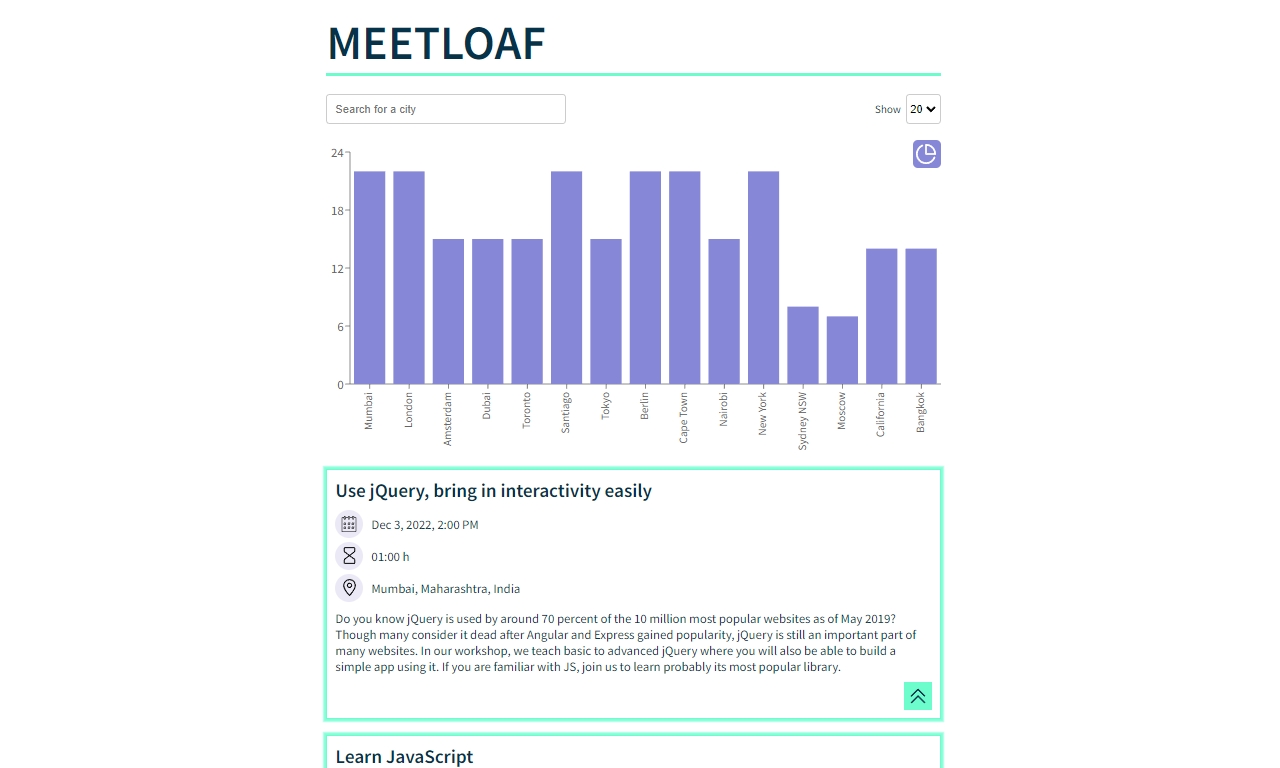 MEETLOAF
Search for a city
Show 20
24
18
12
6
0
Mumbai
London
Amsterdam
Dubai
Toronto
Santiago
Tokyo
Berlin
Cape Town
Nairobi
New York
Sydney NSW
Moscow
California
Bangkok
Use jQuery, bring in interactivity easily
Dec 3, 2022, 2:00 PM
01:00 h
Mumbai, Maharashtra, India
Do you know jQuery is used by around 70 percent of the 10 million most popular websites as of May 2019?
Though many consider it dead after Angular and Express gained popularity, jQuery is still an important part of
many websites. In our workshop, we teach basic to advanced jQuery where you will also be able to build a
simple app using it. If you are familiar with JS, join us to learn probably its most popular library.
Learn JavaScript